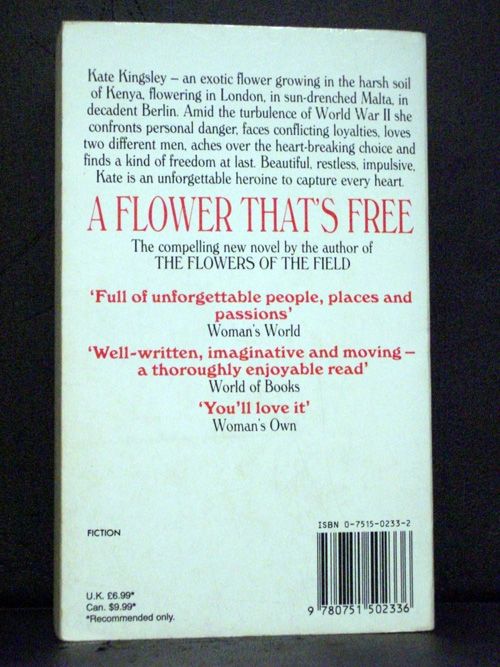 Kate Kingsley – an exotic flower growing in the harsh soil
of Kenya, flowering in London, in sun-drenched Malta, in
decadent Berlin. Amid the turbulence of World War II she
confronts personal danger, faces conflicting loyalties, loves
two different men, aches over the heart-breaking choice and
finds a kind of freedom at last. Beautiful, restless, impulsive,
Kate is an unforgettable heroine to capture every heart.
A FLOWER THAT'S FREE
The compelling new novel by the author of
THE FLOWERS OF THE FIELD
'Full of unforgettable people, places and
passions'
Woman's World
'Well-written, imaginative and moving –
a thoroughly enjoyable read'
World of Books
'You'll love it'
Woman's Own
ISBN 0-7515-0233-2
FICTION
U.K. £6.99*
Can. $9.99*
*Recommended only.
9 780751 502336